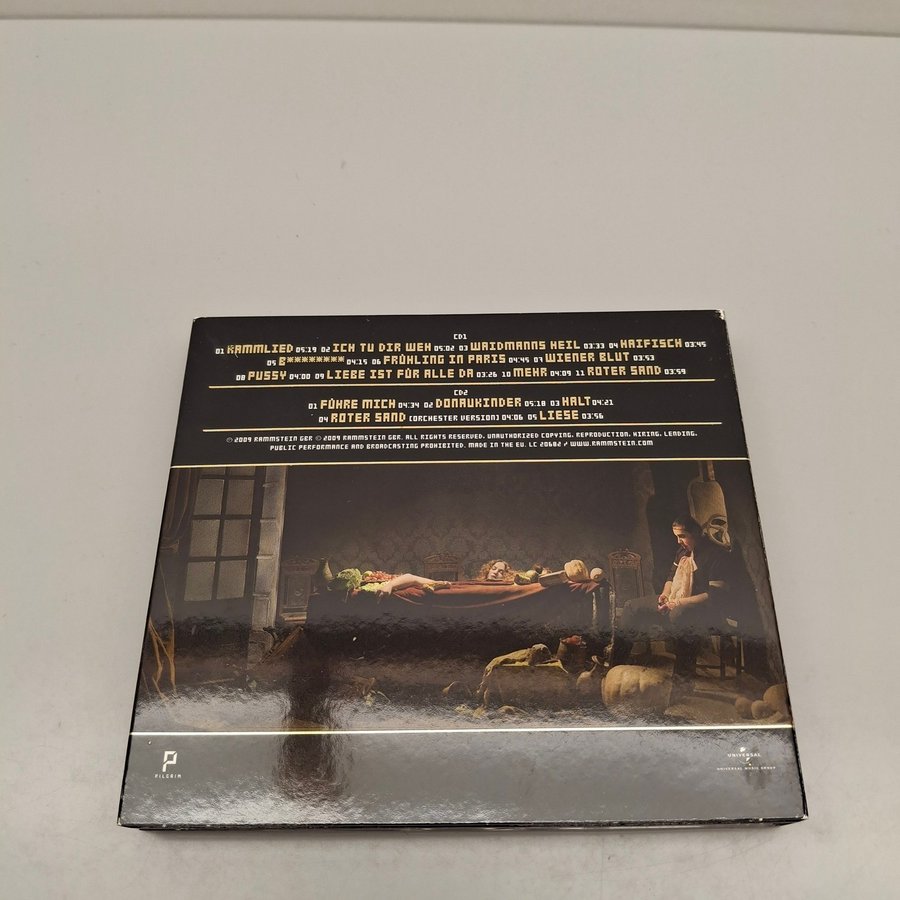 CD1
01 RAMMLIED 05:19 02 ICH TU DIR WEH 05:02 03 WAIDMANNS HEIL 03:33 04 HAIFISCH 03:45
05 B******** 04:15 06 FRÜHLING IN PARIS 04:45 07 WIENER BLUT 03:53
08 PUSSY 04:00 09 LIEBE IST FÜR ALLE DA 03:26 10 MEHR 04:09 11 ROTER SAND 03:59
CD2
01 FÜHRE MICH 04:34 02 DONAUKINDER 05:18 03 HALT 04:21
04 ROTER SAND (ORCHESTER VERSION) 04:06 05 LIESE 03:56
℗ 2009 RAMMSTEIN GBR © 2009 RAMMSTEIN GBR. ALL RIGHTS RESERVED. UNAUTHORIZED COPYING, REPRODUCTION, HIRING, LENDING,
PUBLIC PERFORMANCE AND BROADCASTING PROHIBITED. MADE IN THE EU. LC 20682 / WWW.RAMMSTEIN.COM
P
PILGRIM
UNIVERSAL
UNIVERSAL MUSIC GROUP